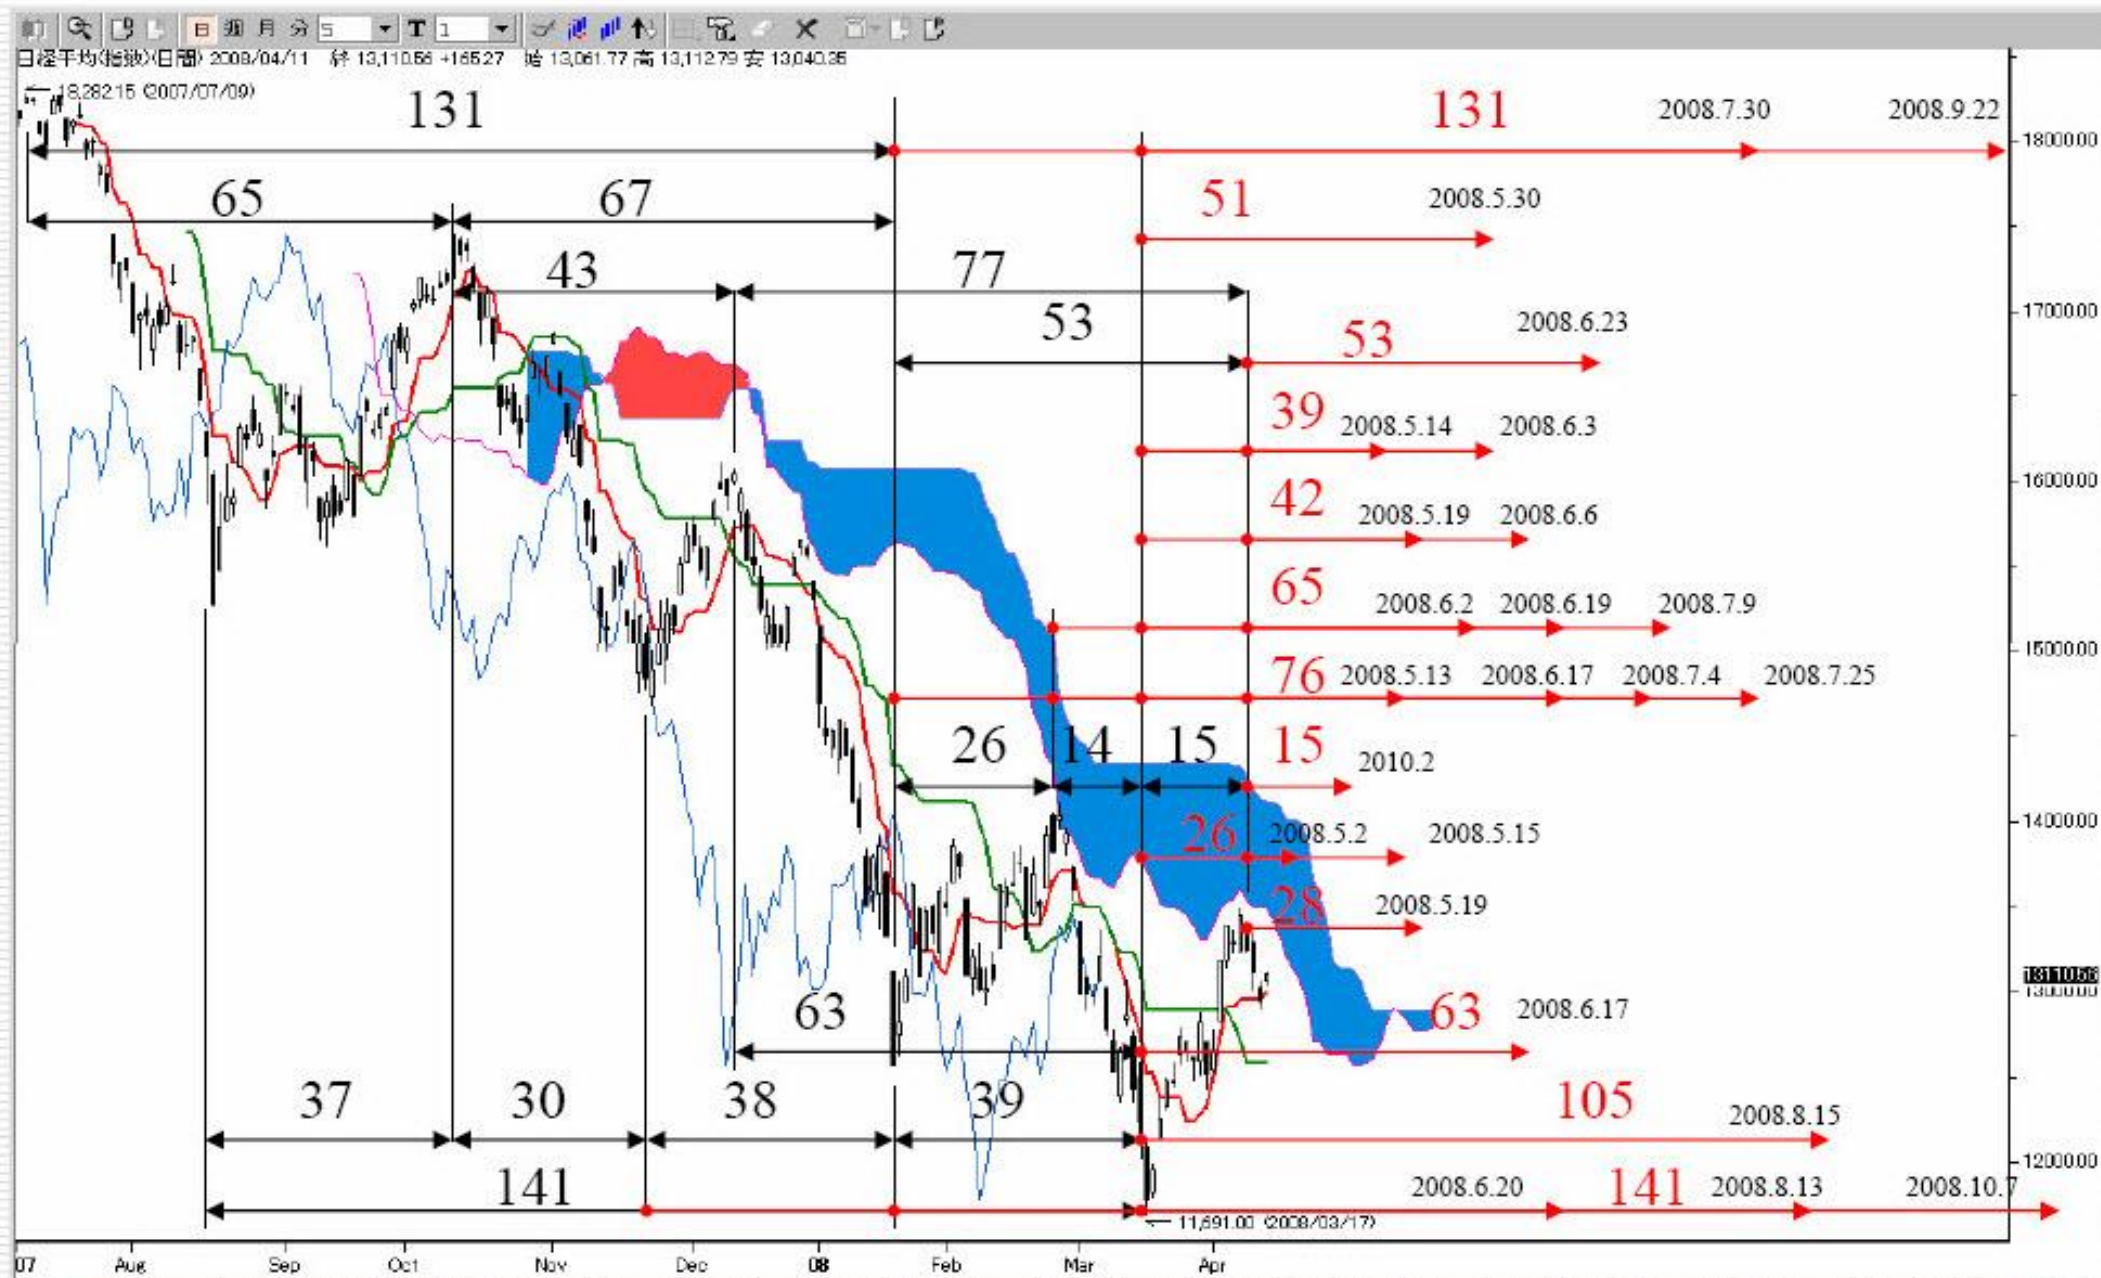 日 週 月 分 5 T 1
日経平均(指数)(日間) 2008/04/11 終 13,110.56 +165.27 始 13,061.77 高 13,112.79 安 13,040.35
18,282.15 (2007/07/09)
131 131 2008.7.30 2008.9.22
18000.00
65 67 51 2008.5.30
43 77
17000.00
53 53 2008.6.23
39 2008.5.14 2008.6.3
16000.00
42 2008.5.19 2008.6.6
65 2008.6.2 2008.6.19 2008.7.9
15000.00
76 2008.5.13 2008.6.17 2008.7.4 2008.7.25
26 14 15 15 2010.2
14000.00
26 2008.5.2 2008.5.15
28 2008.5.19
13110.56
13000.00
63 63 2008.6.17
37 30 38 39 105 2008.8.15
12000.00
141 2008.6.20 141 2008.8.13 2008.10.7
11,691.00 (2008/03/17)
07 Aug Sep Oct Nov Dec 08 Feb Mar Apr